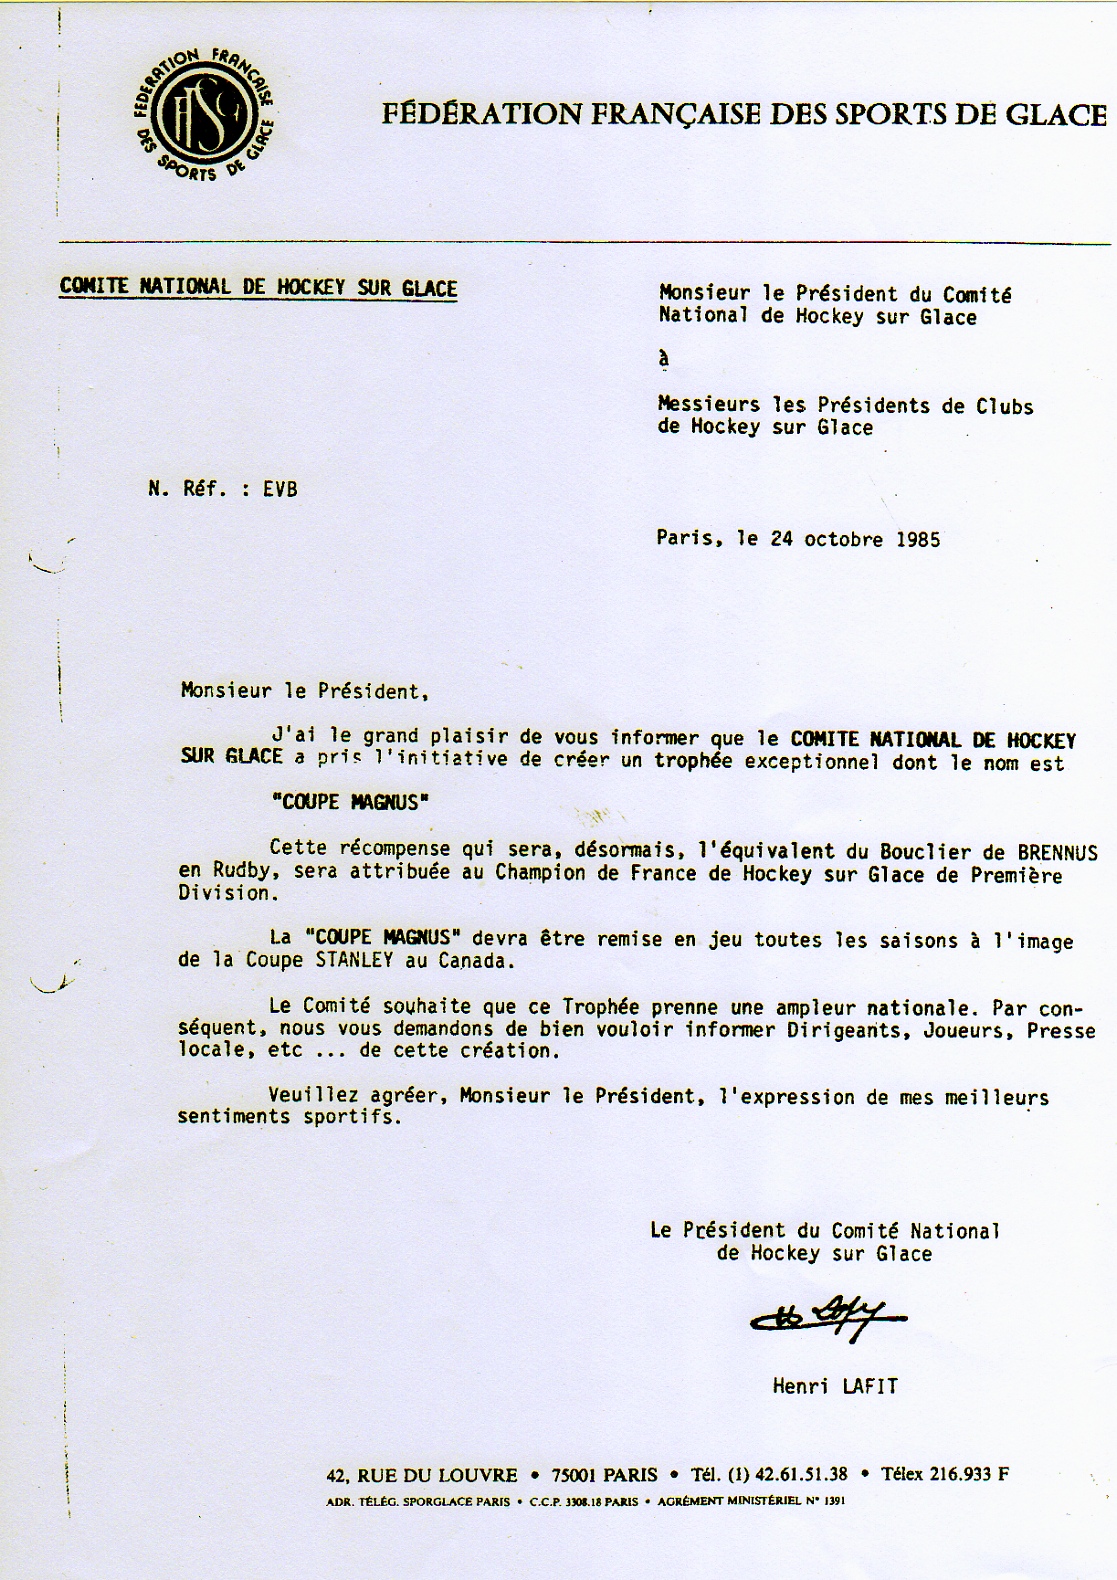 FÉDÉRATION FRANÇAISE
DES SPORTS DE GLACE
FÉDÉRATION FRANÇAISE DES SPORTS DE GLACE
COMITE NATIONAL DE HOCKEY SUR GLACE
Monsieur le Président du Comité
National de Hockey sur Glace
à
Messieurs les Présidents de Clubs
de Hockey sur Glace
N. Réf. : EVB
Paris, le 24 octobre 1985
Monsieur le Président,
J'ai le grand plaisir de vous informer que le COMITE NATIONAL DE HOCKEY
SUR GLACE a pris l'initiative de créer un trophée exceptionnel dont le nom est
"COUPE MAGNUS"
Cette récompense qui sera, désormais, l'équivalent du Bouclier de BRENNUS
en Rudby, sera attribuée au Champion de France de Hockey sur Glace de Première
Division.
La "COUPE MAGNUS" devra être remise en jeu toutes les saisons à l'image
de la Coupe STANLEY au Canada.
Le Comité souhaite que ce Trophée prenne une ampleur nationale. Par con-
séquent, nous vous demandons de bien vouloir informer Dirigeants, Joueurs, Presse
locale, etc ... de cette création.
Veuillez agréer, Monsieur le Président, l'expression de mes meilleurs
sentiments sportifs.
Le Président du Comité National
de Hockey sur Glace
Henri LAFIT
42, RUE DU LOUVRE • 75001 PARIS • Tél. (1) 42.61.51.38 • Télex 216.933 F
ADR. TÉLÉG. SPORGLACE PARIS • C.C.P. 3308.18 PARIS • AGRÉMENT MINISTÉRIEL N° 1391